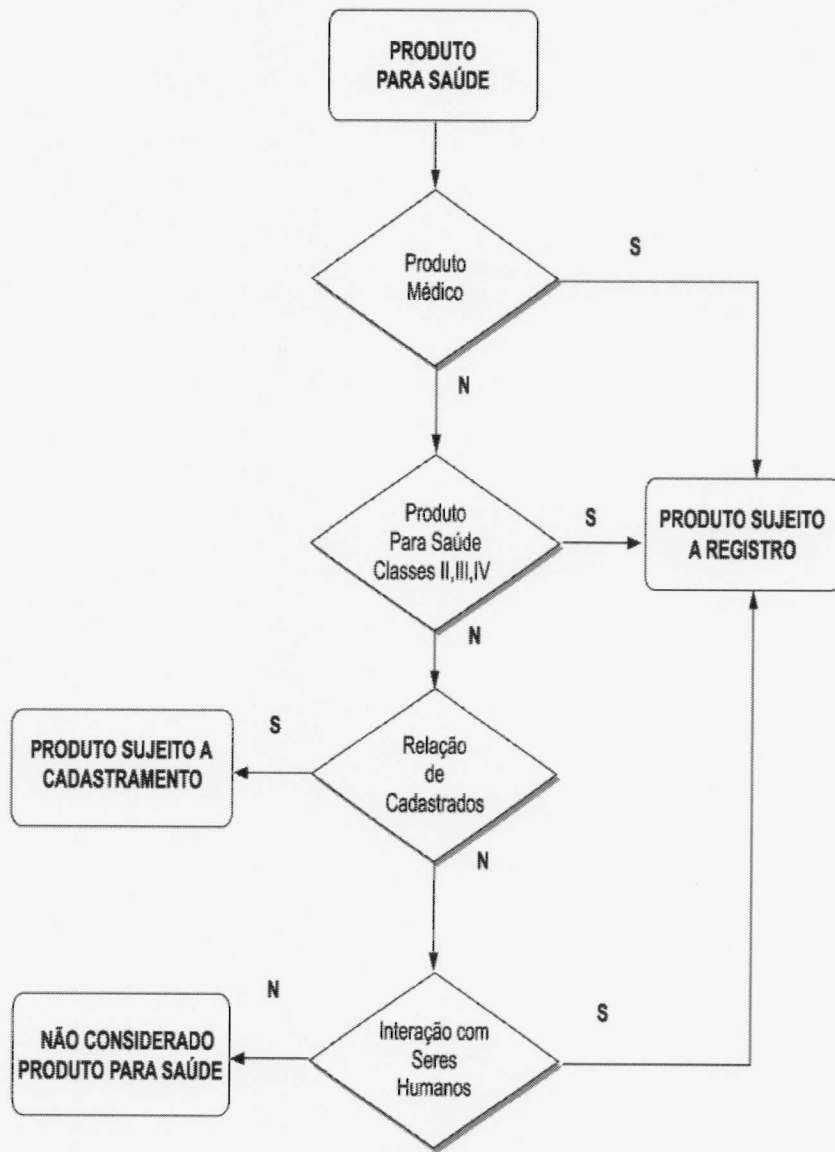 PRODUTO
PARA SAÚDE
Produto
Médico
S
N
Produto
Para Saúde
Classes II,III,IV
S
PRODUTO SUJEITO
A REGISTRO
N
PRODUTO SUJEITO A
CADASTRAMENTO
S
Relação
de
Cadastrados
N
NÃO CONSIDERADO
PRODUTO PARA SAÚDE
N
Interação com
Seres
Humanos
S